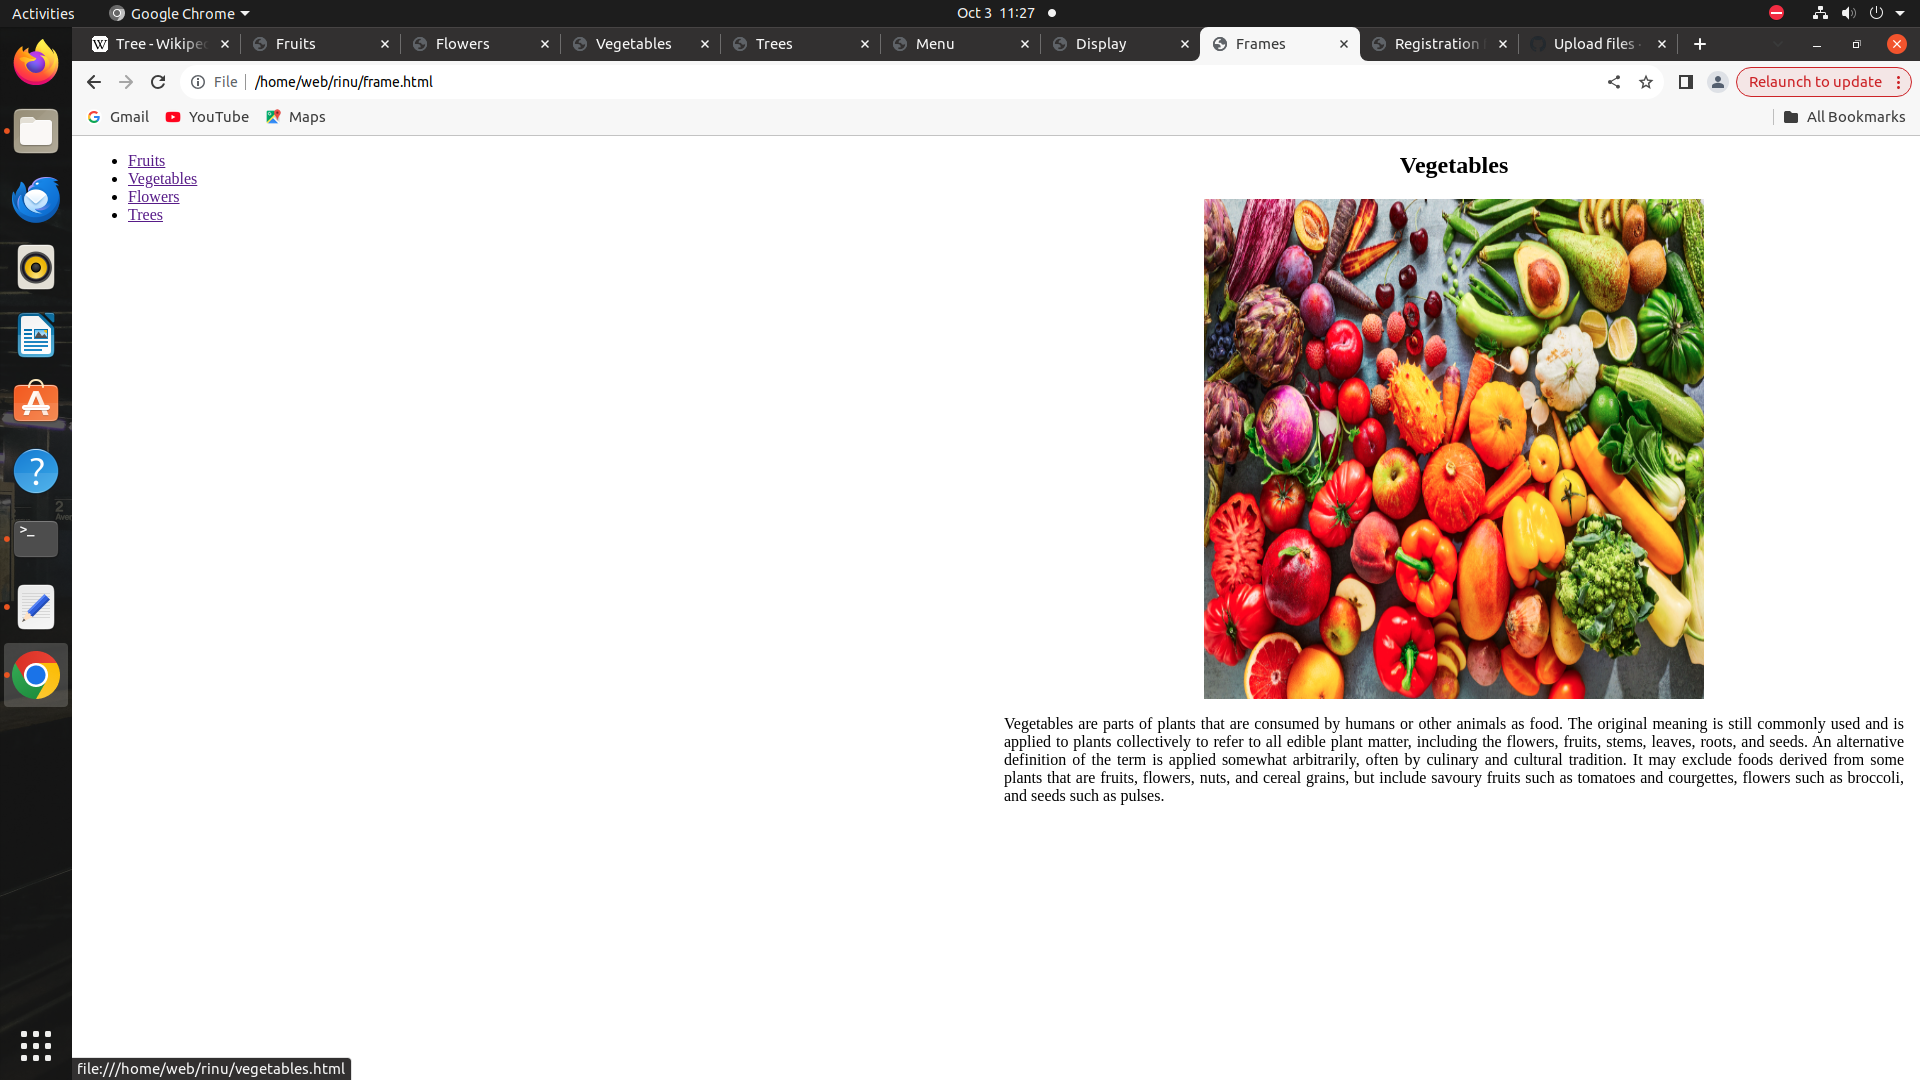 Activities
Google Chrome
Oct 3 11:27
Tree - Wikiped
Fruits
Flowers
Vegetables
Trees
Menu
Display
Frames
Registration
Upload files
File
/home/web/rinu/frame.html
Relaunch to update
Gmail
YouTube
Maps
All Bookmarks
Fruits
Vegetables
Flowers
Trees
Vegetables
Vegetables are parts of plants that are consumed by humans or other animals as food. The original meaning is still commonly used and is
applied to plants collectively to refer to all edible plant matter, including the flowers, fruits, stems, leaves, roots, and seeds. An alternative
definition of the term is applied somewhat arbitrarily, often by culinary and cultural tradition. It may exclude foods derived from some
plants that are fruits, flowers, nuts, and cereal grains, but include savoury fruits such as tomatoes and courgettes, flowers such as broccoli,
and seeds such as pulses.
file:///home/web/rinu/vegetables.html